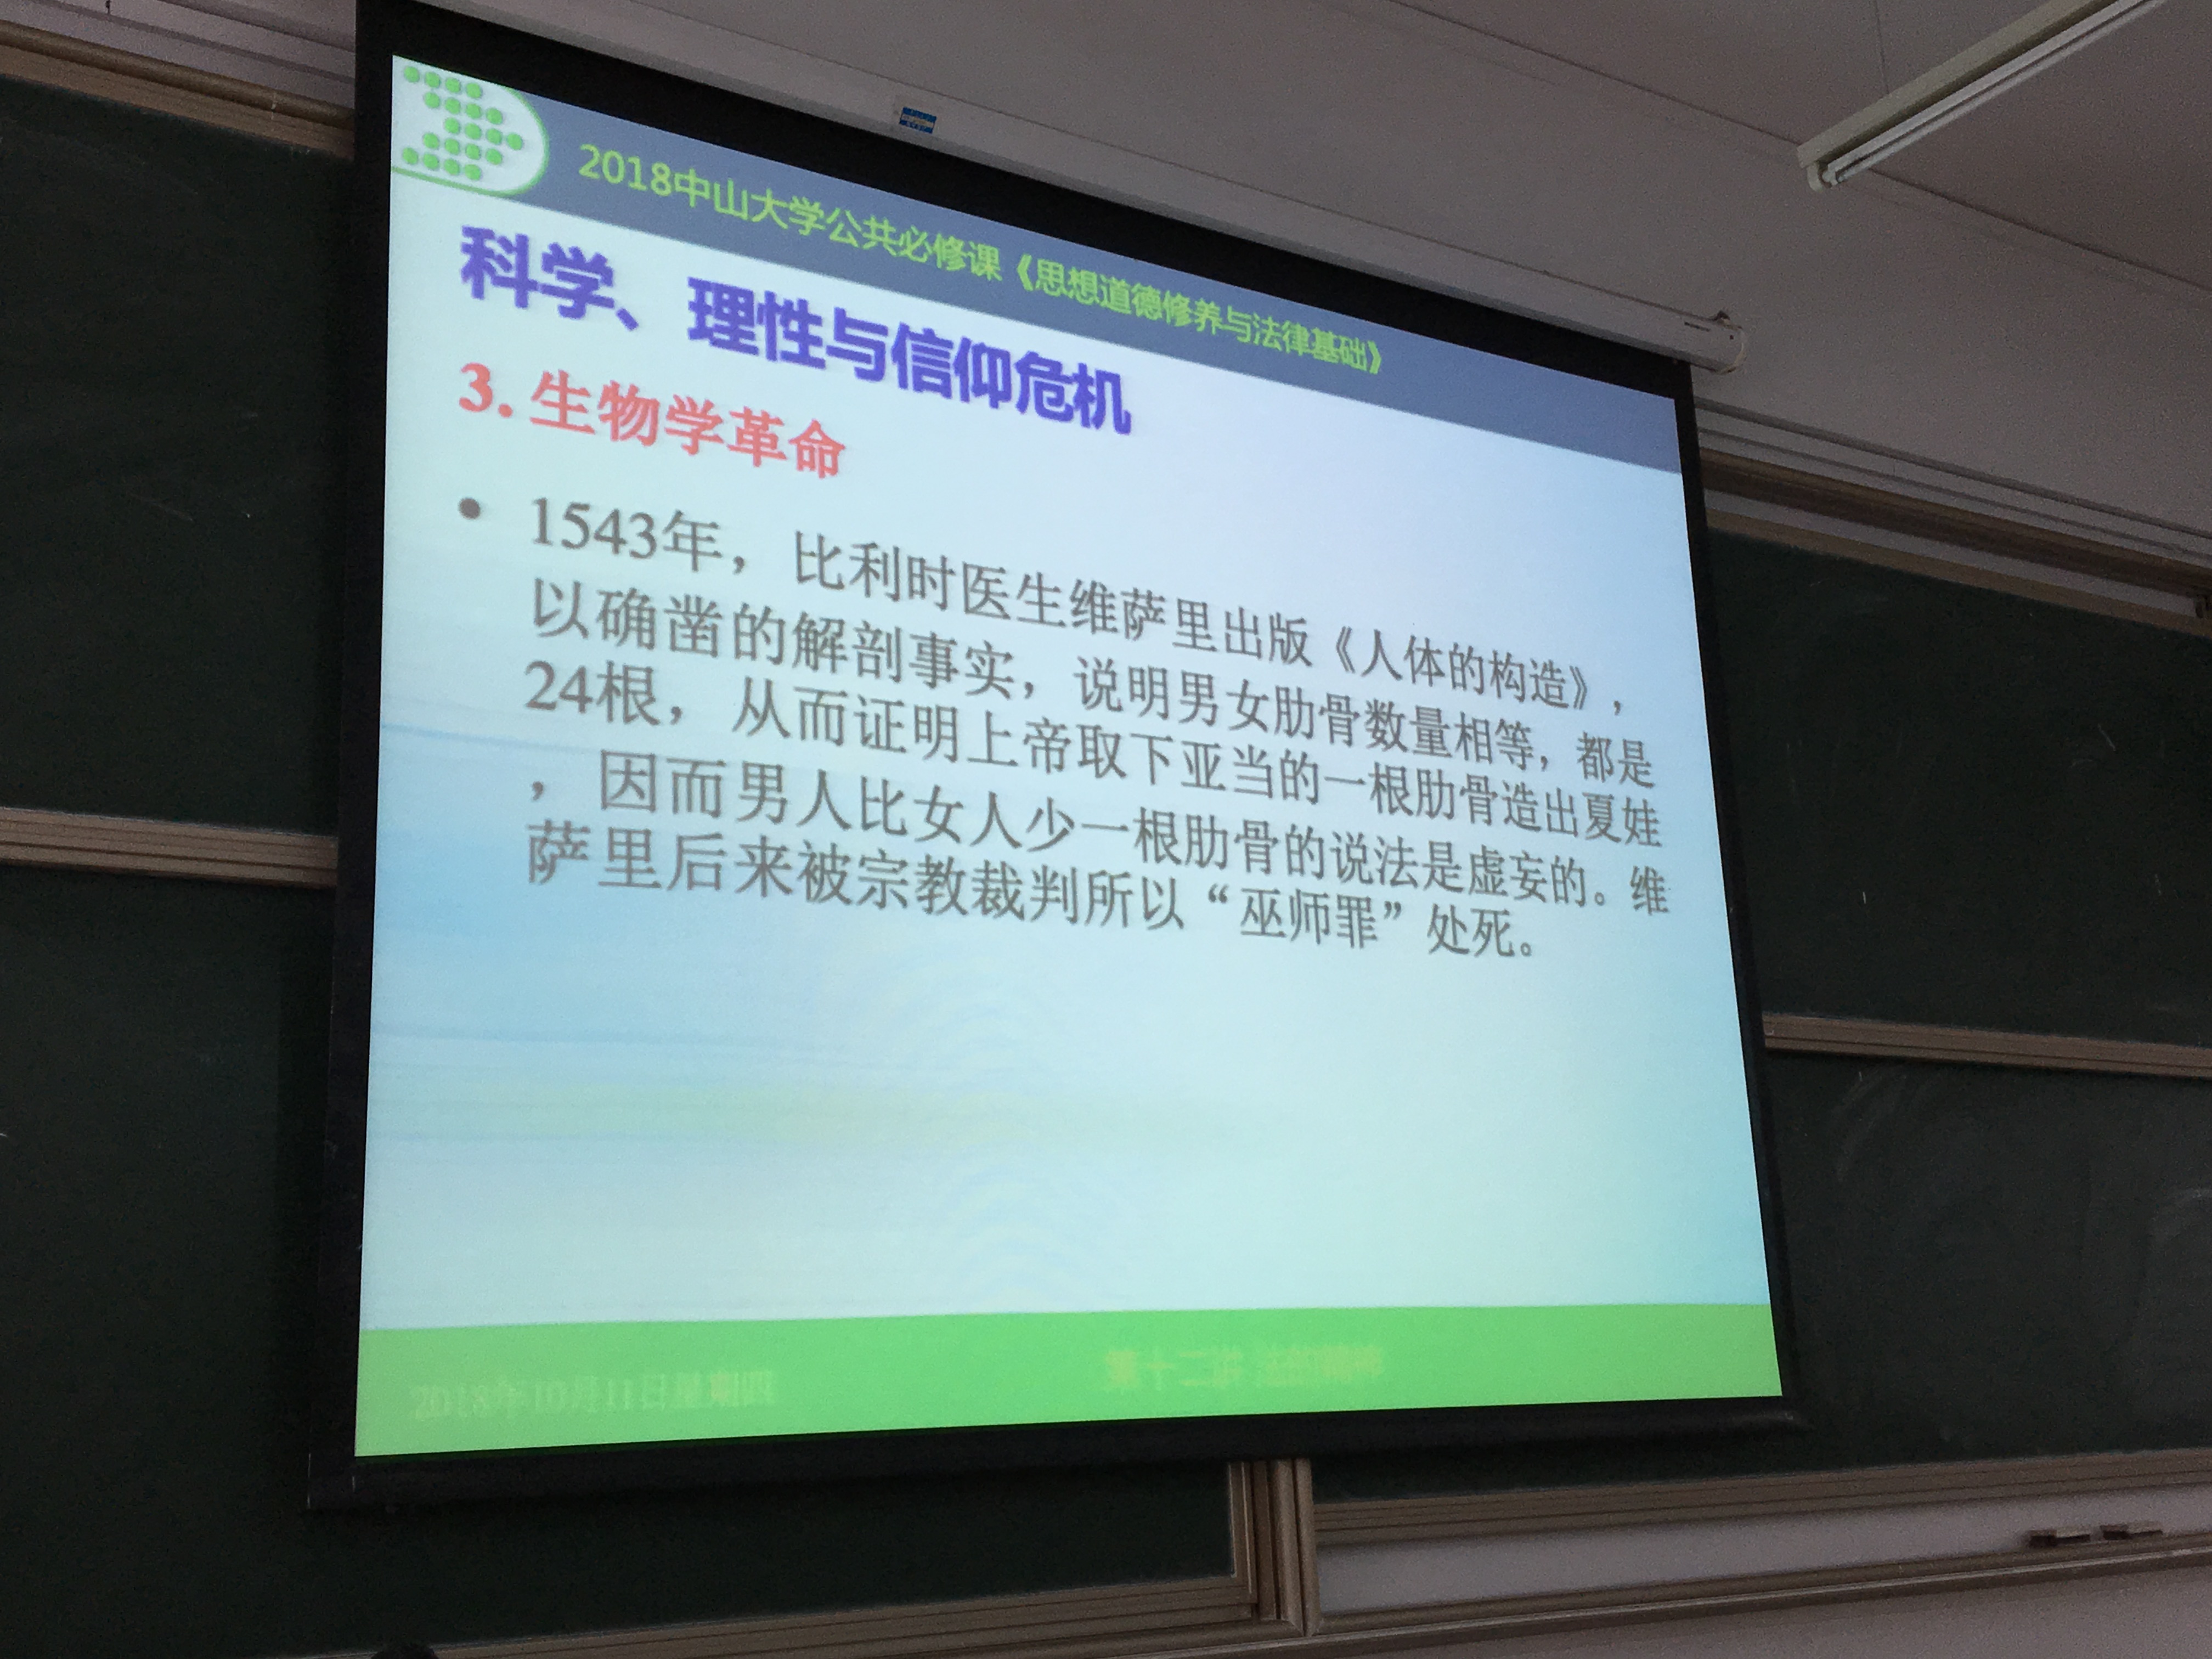 2018中山大学公共必修课《思想道德修养与法律基础》
科学、理性与信仰危机
3. 生物学革命
• 1543年，比利时医生维萨里出版《人体的构造》，
以确凿的解剖事实，说明男女肋骨数量相等，都是
24根，从而证明上帝取下亚当的一根肋骨造出夏娃
，因而男人比女人少一根肋骨的说法是虚妄的。维
萨里后来被宗教裁判所以“巫师罪”处死。
2018年10月11日星期四
第十二讲